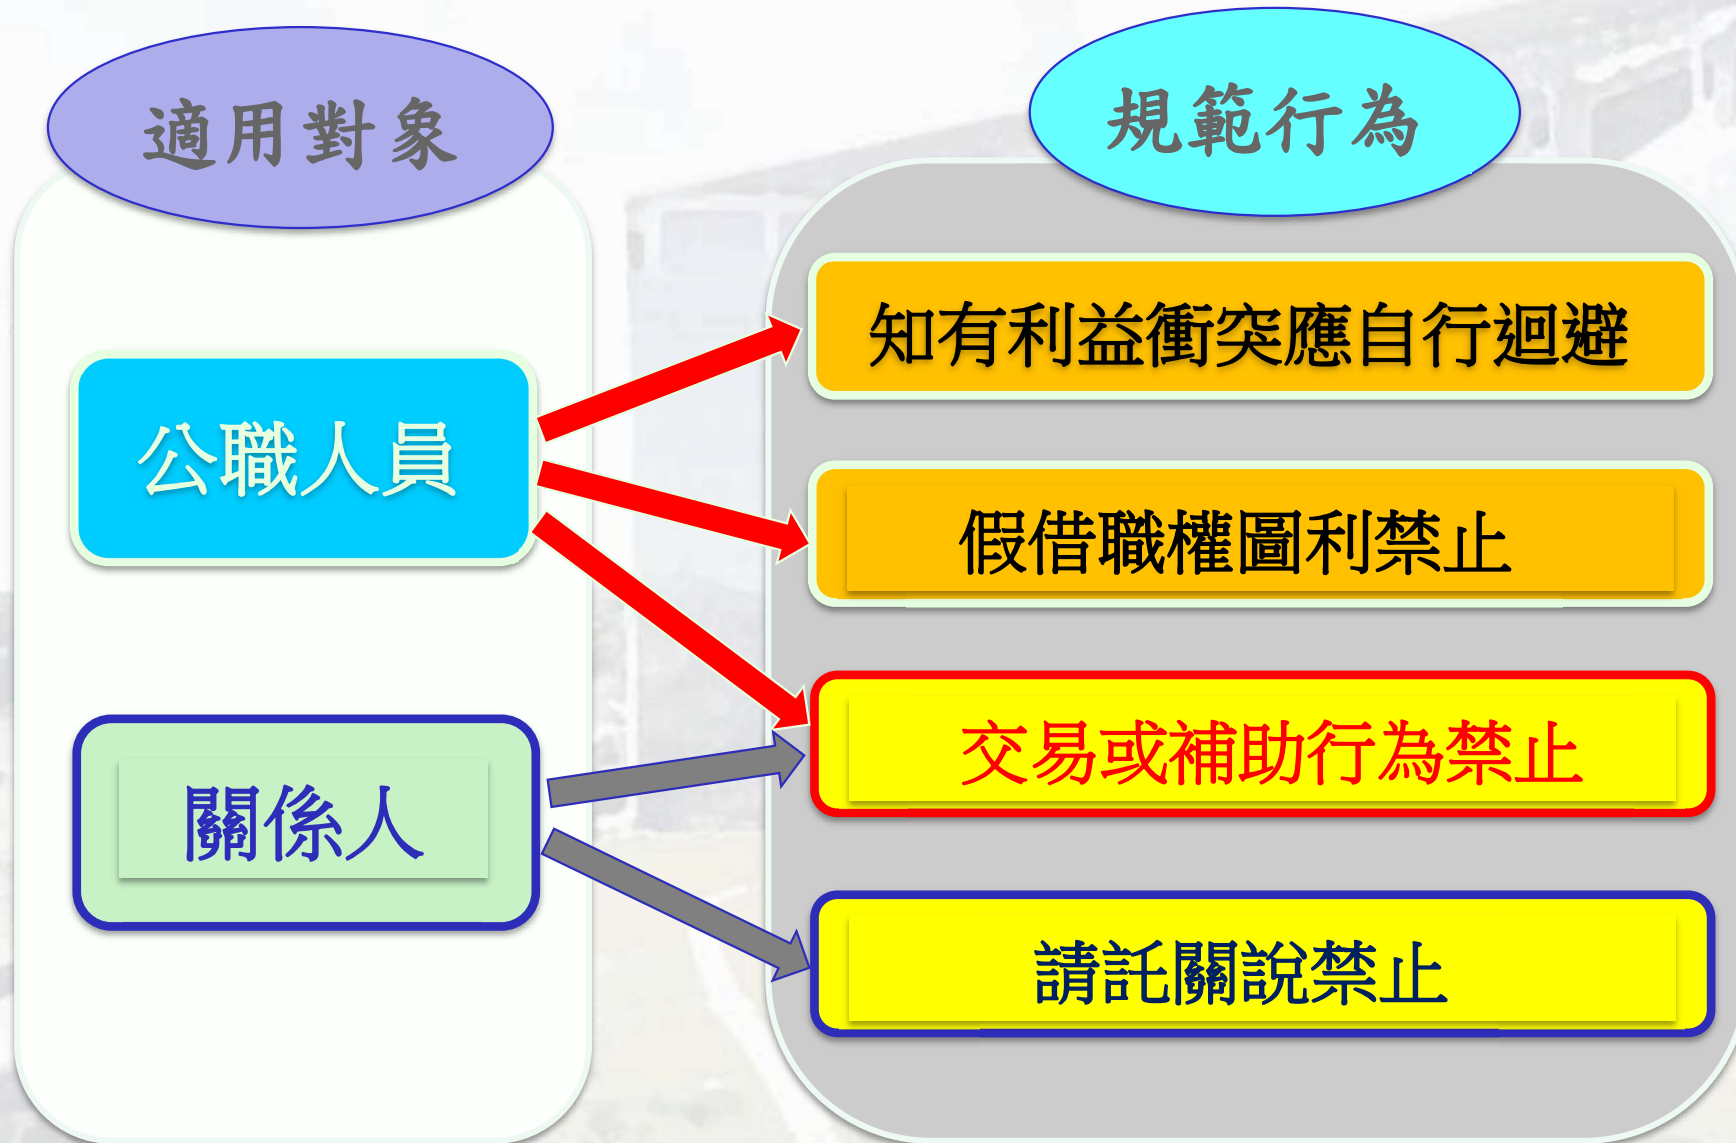 適用對象
規範行為
知有利益衝突應自行迴避
公職人員
假借職權圖利禁止
交易或補助行為禁止
關係人
請託關說禁止